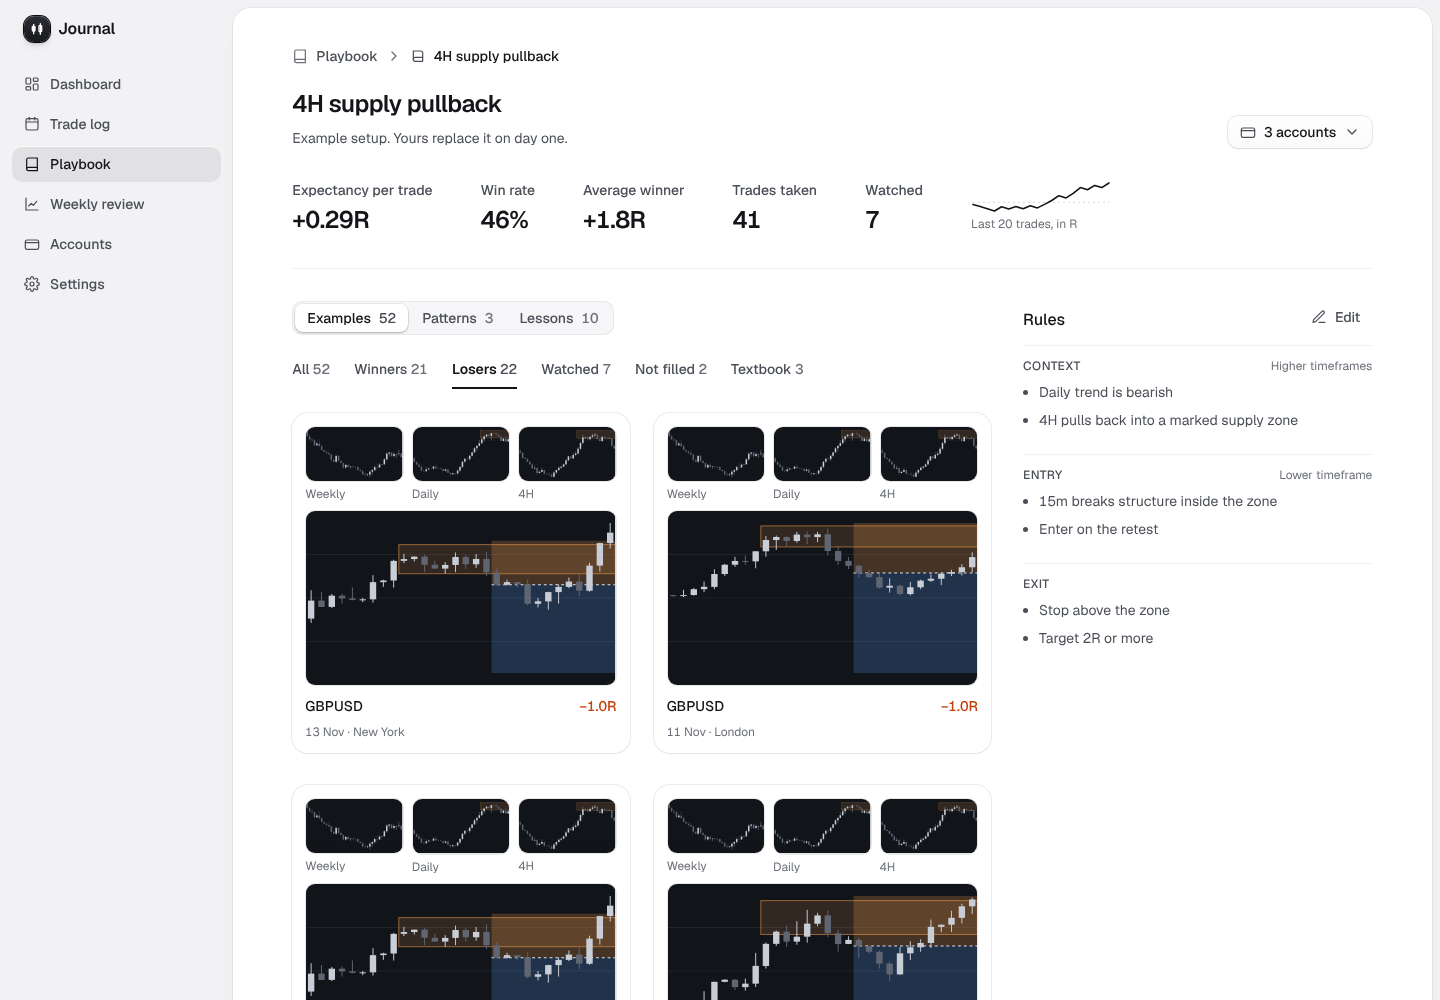 Journal
Dashboard
Trade log
Playbook
Weekly review
Accounts
Settings
Playbook
4H supply pullback
4H supply pullback
Example setup. Yours replace it on day one.
3 accounts
Expectancy per trade
+0.29R
Win rate
46%
Average winner
+1.8R
Trades taken
41
Watched
7
Last 20 trades, in R
Examples 52
Patterns 3
Lessons 10
All 52
Winners 21
Losers 22
Watched 7
Not filled 2
Textbook 3
Weekly
Daily
4H
GBPUSD
−1.0R
13 Nov · New York
Weekly
Daily
4H
GBPUSD
−1.0R
11 Nov · London
Weekly
Daily
4H
Weekly
Daily
4H
Rules
Edit
CONTEXT
Higher timeframes
Daily trend is bearish
4H pulls back into a marked supply zone
ENTRY
Lower timeframe
15m breaks structure inside the zone
Enter on the retest
EXIT
Stop above the zone
Target 2R or more